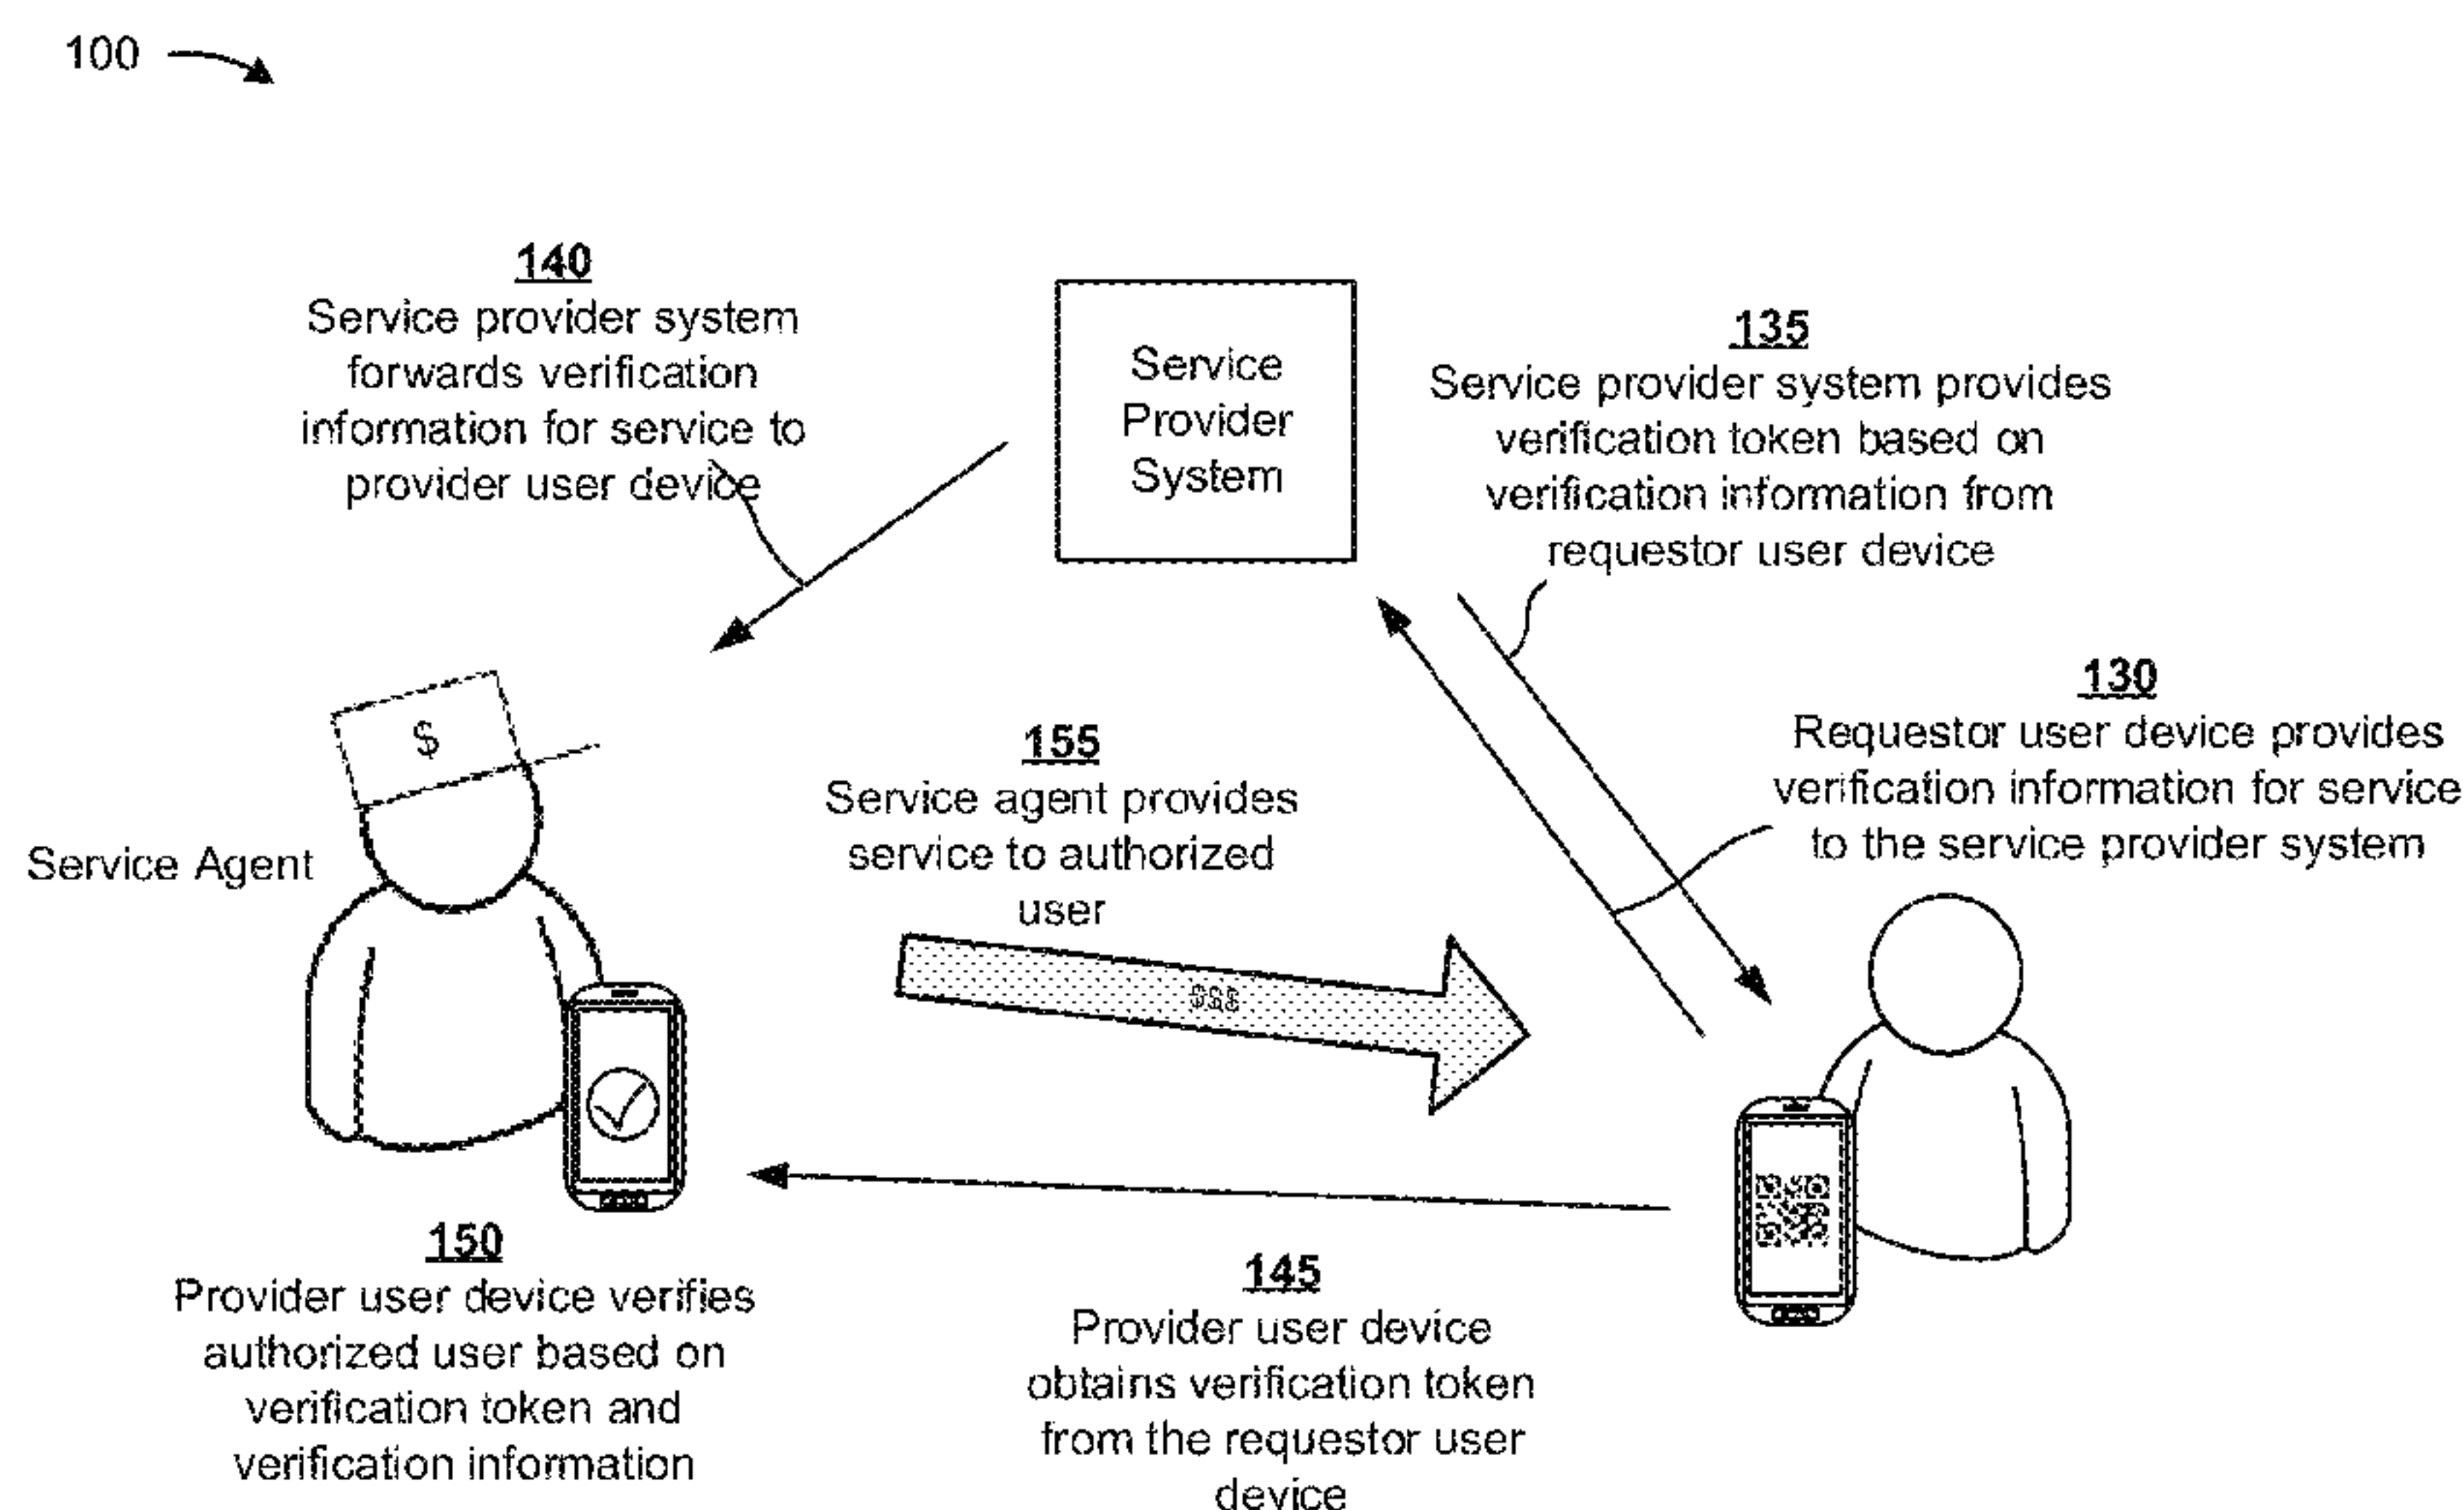 100
140
Service provider system
forwards verification
information for service to
provider user device
Service
Provider
System
135
Service provider system provides
verification token based on
verification information from
requestor user device
130
Requestor user device provides
verification information for service
to the service provider system
$
Service Agent
155
Service agent provides
service to authorized
user
$$$
150
Provider user device verifies
authorized user based on
verification token and
verification information
145
Provider user device
obtains verification token
from the requestor user
device